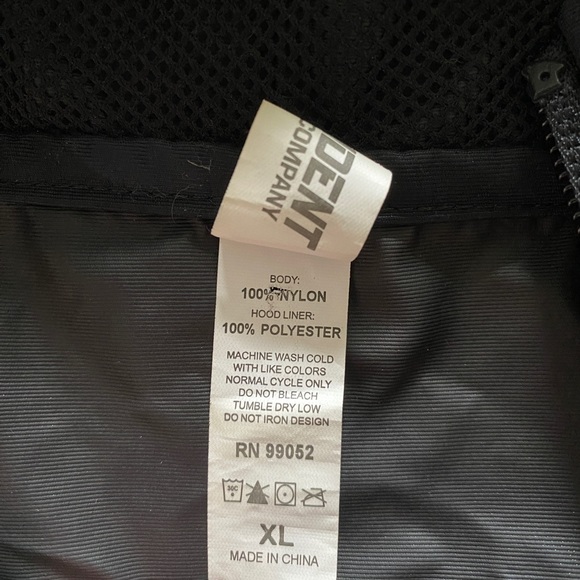 DENT
COMPANY
BODY:
100% NYLON
HOOD LINER:
100% POLYESTER
MACHINE WASH COLD
WITH LIKE COLORS
NORMAL CYCLE ONLY
DO NOT BLEACH
TUMBLE DRY LOW
DO NOT IRON DESIGN
RN 99052
30C
XL
MADE IN CHINA